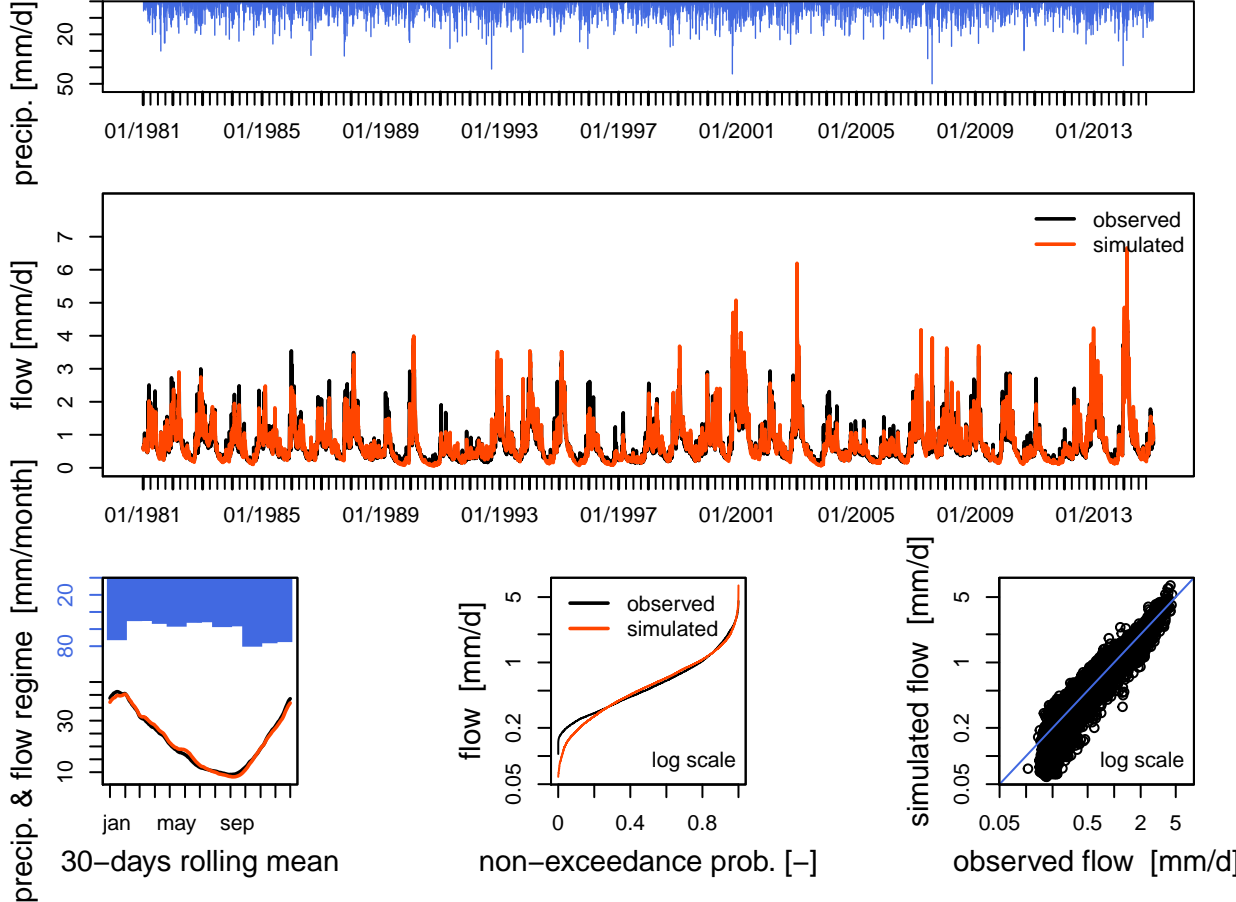 precip. [mm/d]
20
50
01/1981 01/1985 01/1989 01/1993 01/1997 01/2001 01/2005 01/2009 01/2013
flow [mm/d]
7
6
5
4
3
2
1
0
observed
simulated
01/1981 01/1985 01/1989 01/1993 01/1997 01/2001 01/2005 01/2009 01/2013
precip. & flow regime [mm/month]
20
80
30
10
jan may sep
30−days rolling mean
flow [mm/d]
5
1
0.2
0.05
observed
simulated
log scale
0 0.4 0.8
non−exceedance prob. [−]
simulated flow [mm/d]
5
1
0.2
0.05
log scale
0.05 0.5 2 5
observed flow [mm/d]